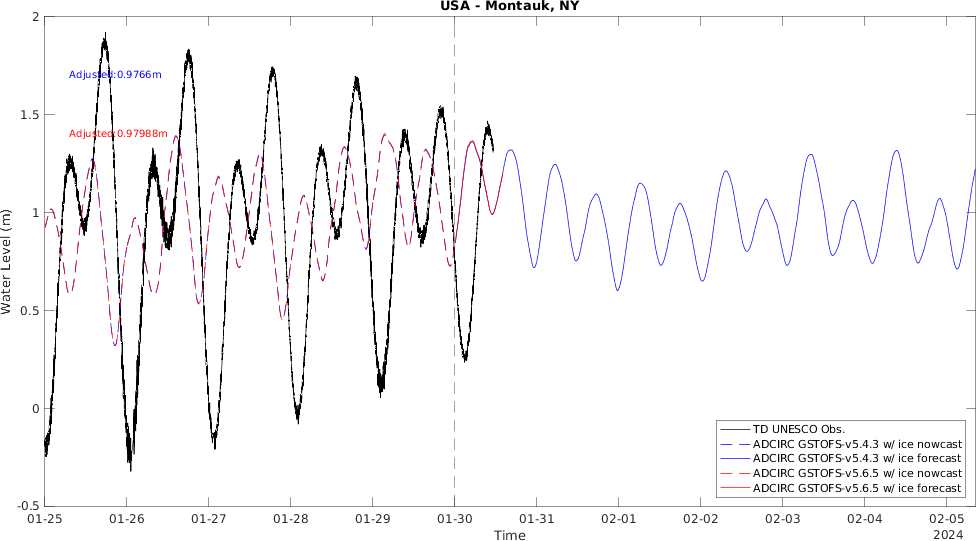 USA - Montauk, NY
2
Adjusted:0.9766m
1.5
Adjusted:0.97988m
1
Water Level (m)
0.5
0
-0.5
TD UNESCO Obs.
ADCIRC GSTOFS-v5.4.3 w/ ice nowcast
ADCIRC GSTOFS-v5.4.3 w/ ice forecast
ADCIRC GSTOFS-v5.6.5 w/ ice nowcast
ADCIRC GSTOFS-v5.6.5 w/ ice forecast
01-25 01-26 01-27 01-28 01-29 01-30 01-31 02-01 02-02 02-03 02-04 02-05
Time
2024